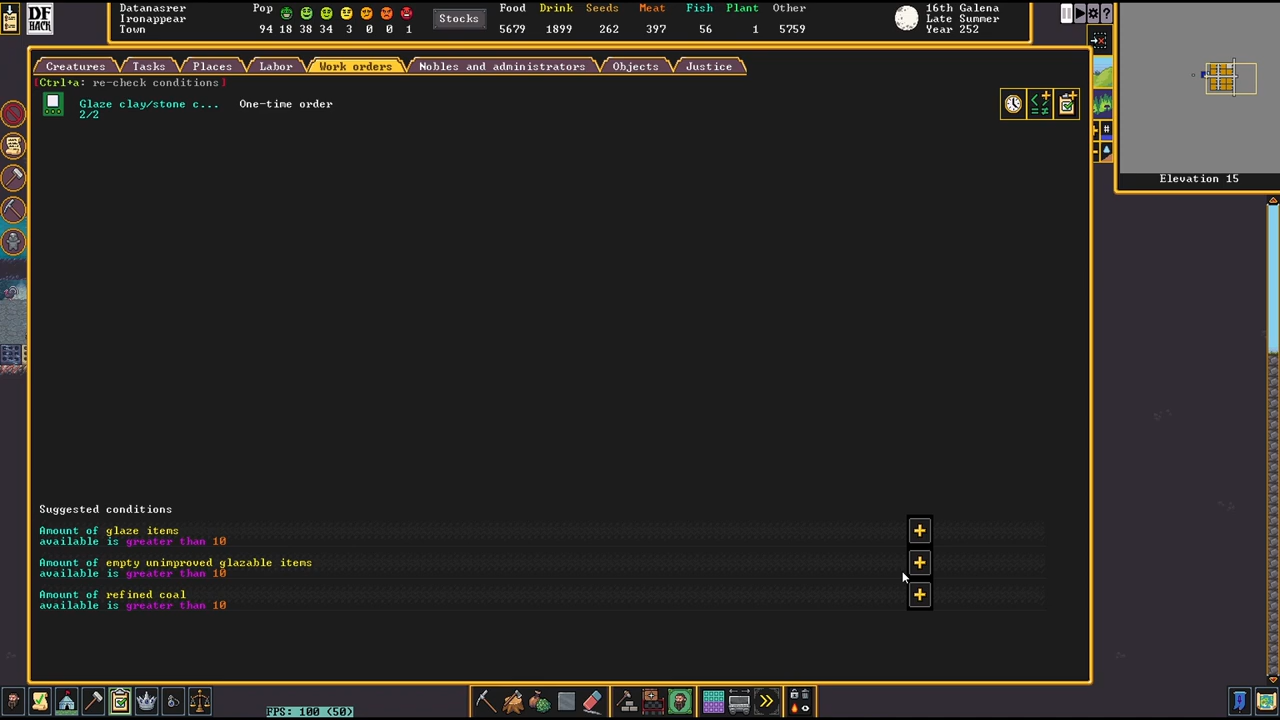 DF
HACK
Datanasrer
Ironappear
Town
Pop
94 18 38 34 3 0 0 1
Stocks
Food Drink Seeds Meat Fish Plant Other
5679 1899 262 397 56 1 5759
16th Galena
Late Summer
Year 252
Creatures Tasks Places Labor Work orders Nobles and administrators Objects Justice
[Ctrl+a: re-check conditions]
Glaze clay/stone c... One-time order
2/2
Elevation 15
Suggested conditions
Amount of glaze items
available is greater than 10
Amount of empty unimproved glazable items
available is greater than 10
Amount of refined coal
available is greater than 10
FPS: 100 (50)